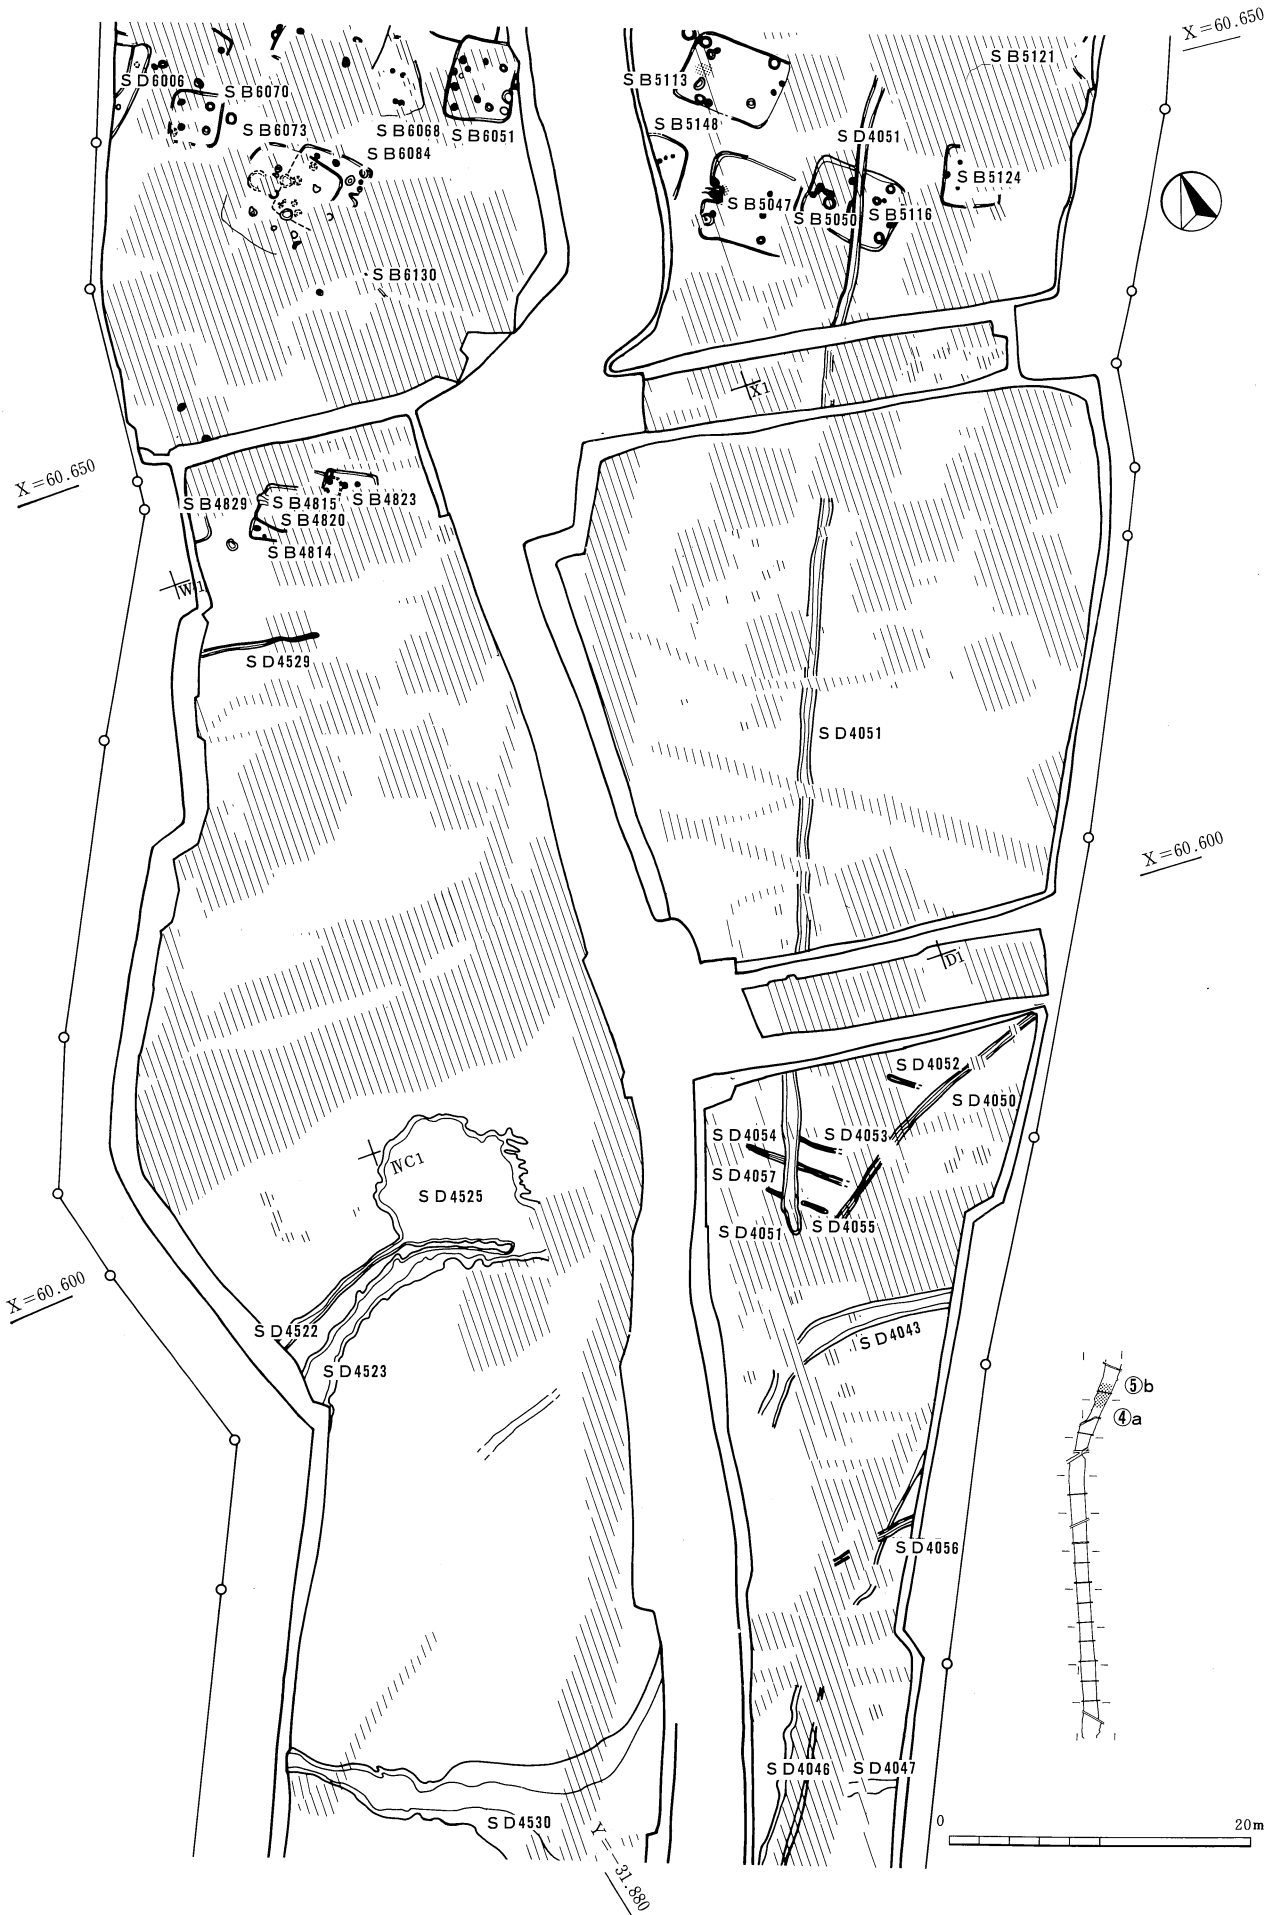 X=60.650
SD6006
SB6070
SB6073
SB6068
SB6051
SB6084
SB6130
SB5113
SB5121
SB5148
SD4051
SB5124
SB5047
SB5050
SB5116
X1
X=60.650
SB4829
SB4815
SB4823
SB4820
SB4814
W1
SD4529
SD4051
X=60.600
D1
SD4052
SD4050
SD4054
SD4053
SD4057
SD4051
SD4055
ⅣC1
SD4525
X=60.600
SD4522
SD4523
SD4043
⑤b
④a
SD4056
SD4046
SD4047
SD4530
Y=-31.880
0
20m